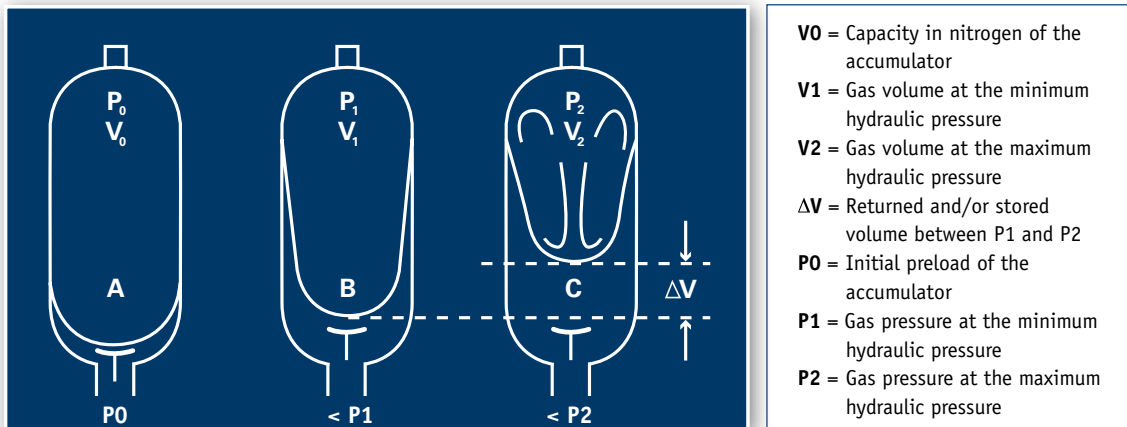 P0
V0
A
P0
P1
V1
B
< P1
P2
V2
C
< P2
ΔV
V0 = Capacity in nitrogen of the
accumulator
V1 = Gas volume at the minimum
hydraulic pressure
V2 = Gas volume at the maximum
hydraulic pressure
ΔV = Returned and/or stored
volume between P1 and P2
P0 = Initial preload of the
accumulator
P1 = Gas pressure at the minimum
hydraulic pressure
P2 = Gas pressure at the maximum
hydraulic pressure